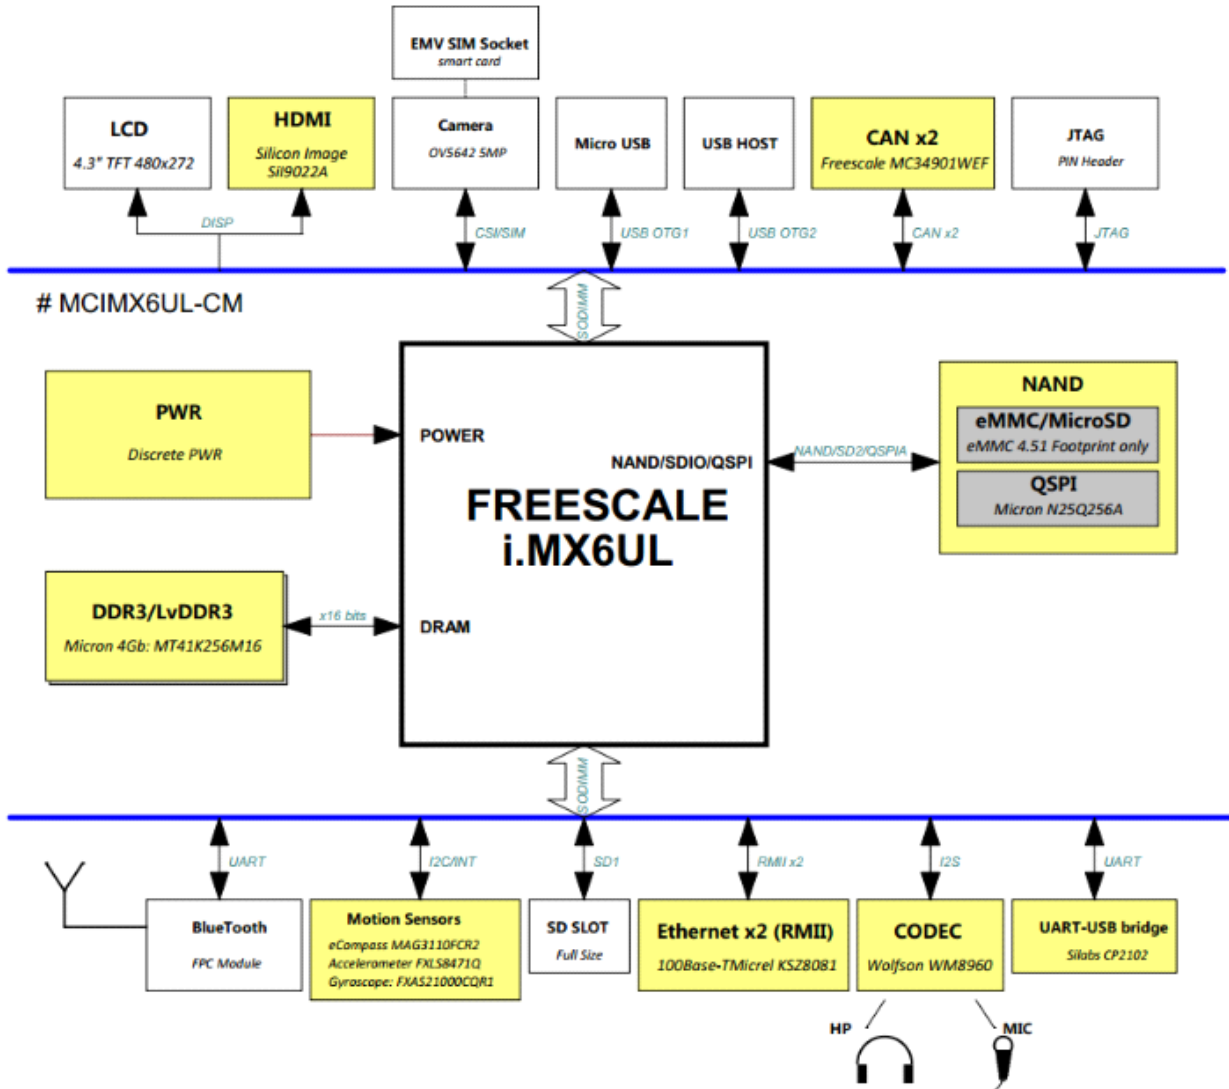 EMV SIM Socket
smart card
LCD
4.3" TFT 480x272
HDMI
Silicon Image
SiI9022A
Camera
OV5642 5MP
Micro USB
USB HOST
CAN x2
Freescale MC34901WEF
JTAG
PIN Header
DISP
CSI/SIM
USB OTG1
USB OTG2
CAN x2
JTAG
# MCIMX6UL-CM
SODIMM
PWR
Discrete PWR
POWER
NAND/SDIO/QSPI
NAND/SD2/QSPIA
NAND
eMMC/MicroSD
eMMC 4.51 Footprint only
QSPI
Micron N25Q256A
FREESCALE
i.MX6UL
DDR3/LvDDR3
Micron 4Gb: MT41K256M16
x16 bits
DRAM
SODIMM
UART
I2C/INT
SD1
RMII x2
I2S
UART
BlueTooth
FPC Module
Motion Sensors
eCompass MAG3110FCR2
Accelerometer FXLS8471Q
Gyroscape: FXAS21000CQR1
SD SLOT
Full Size
Ethernet x2 (RMII)
100Base-TMicrel KSZ8081
CODEC
Wolfson WM8960
UART-USB bridge
Silabs CP2102
HP
MIC